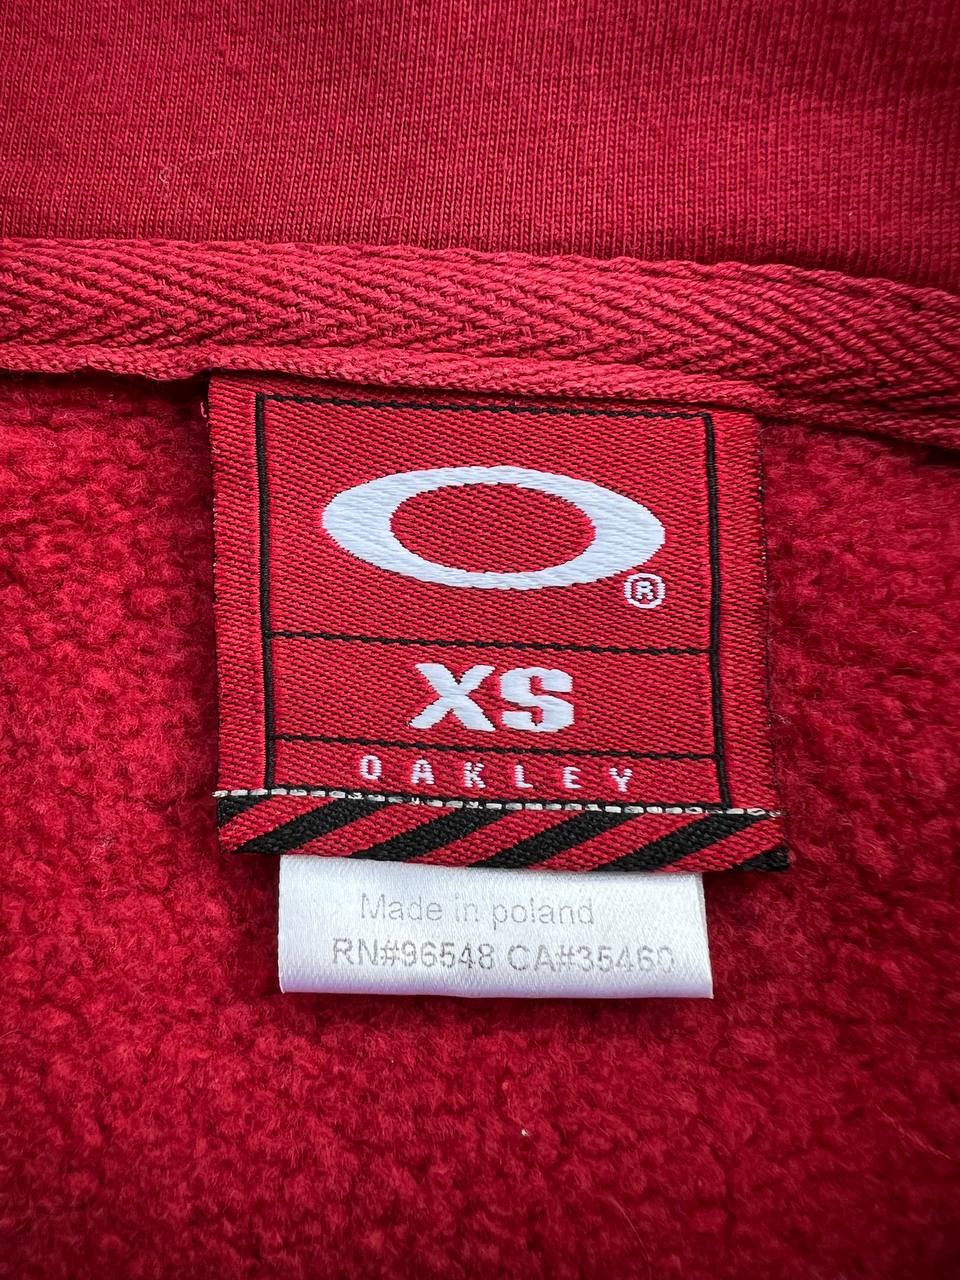 ®
XS
OAKLEY
Made in poland
RN#96548 CA#35460